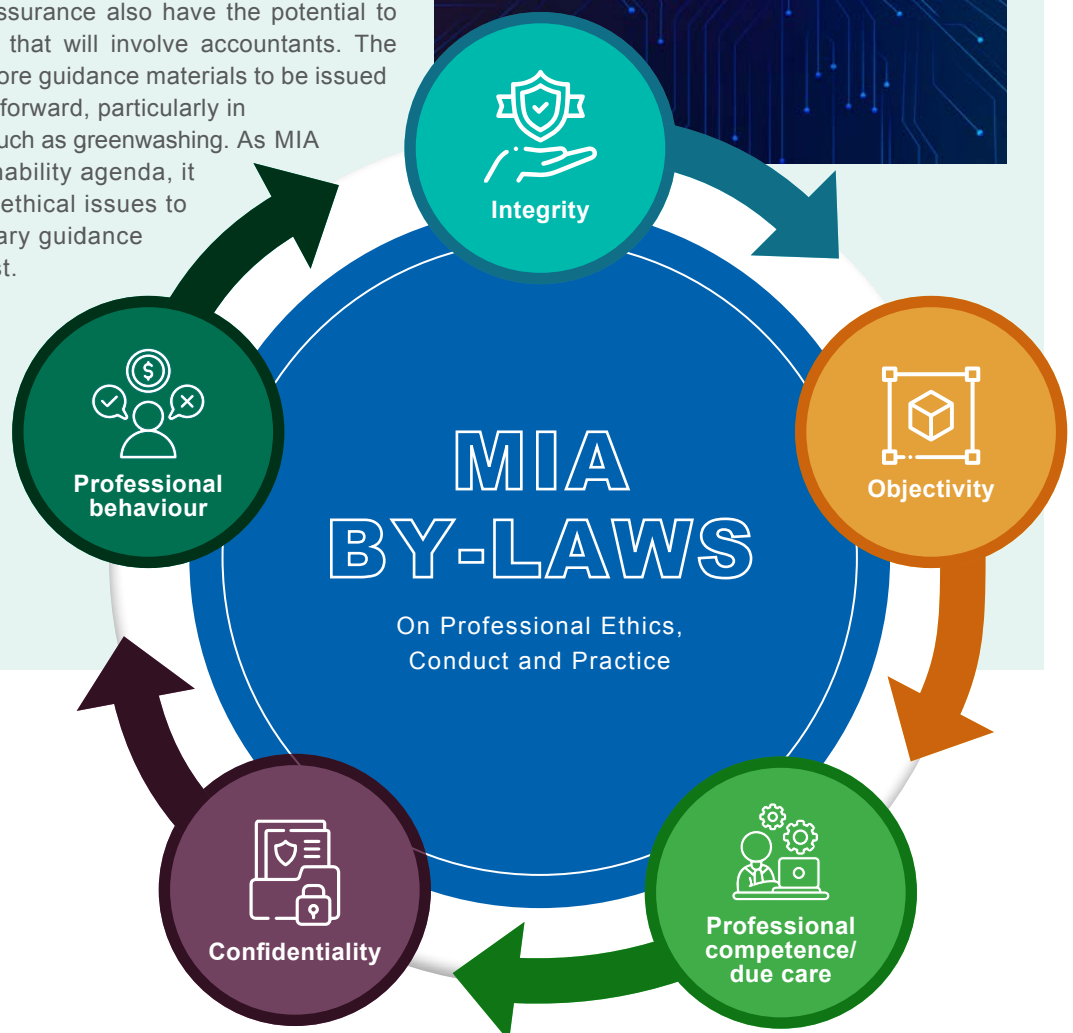 ssurance also have the potential to
that will involve accountants. The
ore guidance materials to be issued
forward, particularly in
uch as greenwashing. As MIA
nability agenda, it
ethical issues to
ary guidance
st.
Integrity
Professional
behaviour
Objectivity
MIA
BY-LAWS
On Professional Ethics,
Conduct and Practice
Confidentiality
Professional
competence/
due care